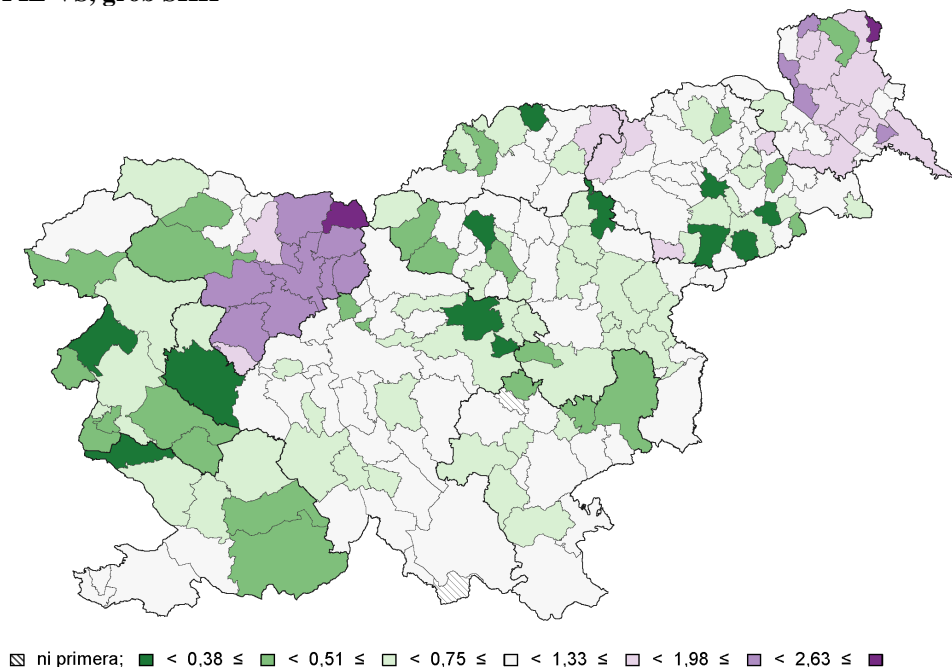 ni primera; < 0,38 ≤ < 0,51 ≤ < 0,75 ≤ < 1,33 ≤ < 1,98 ≤ < 2,63 ≤